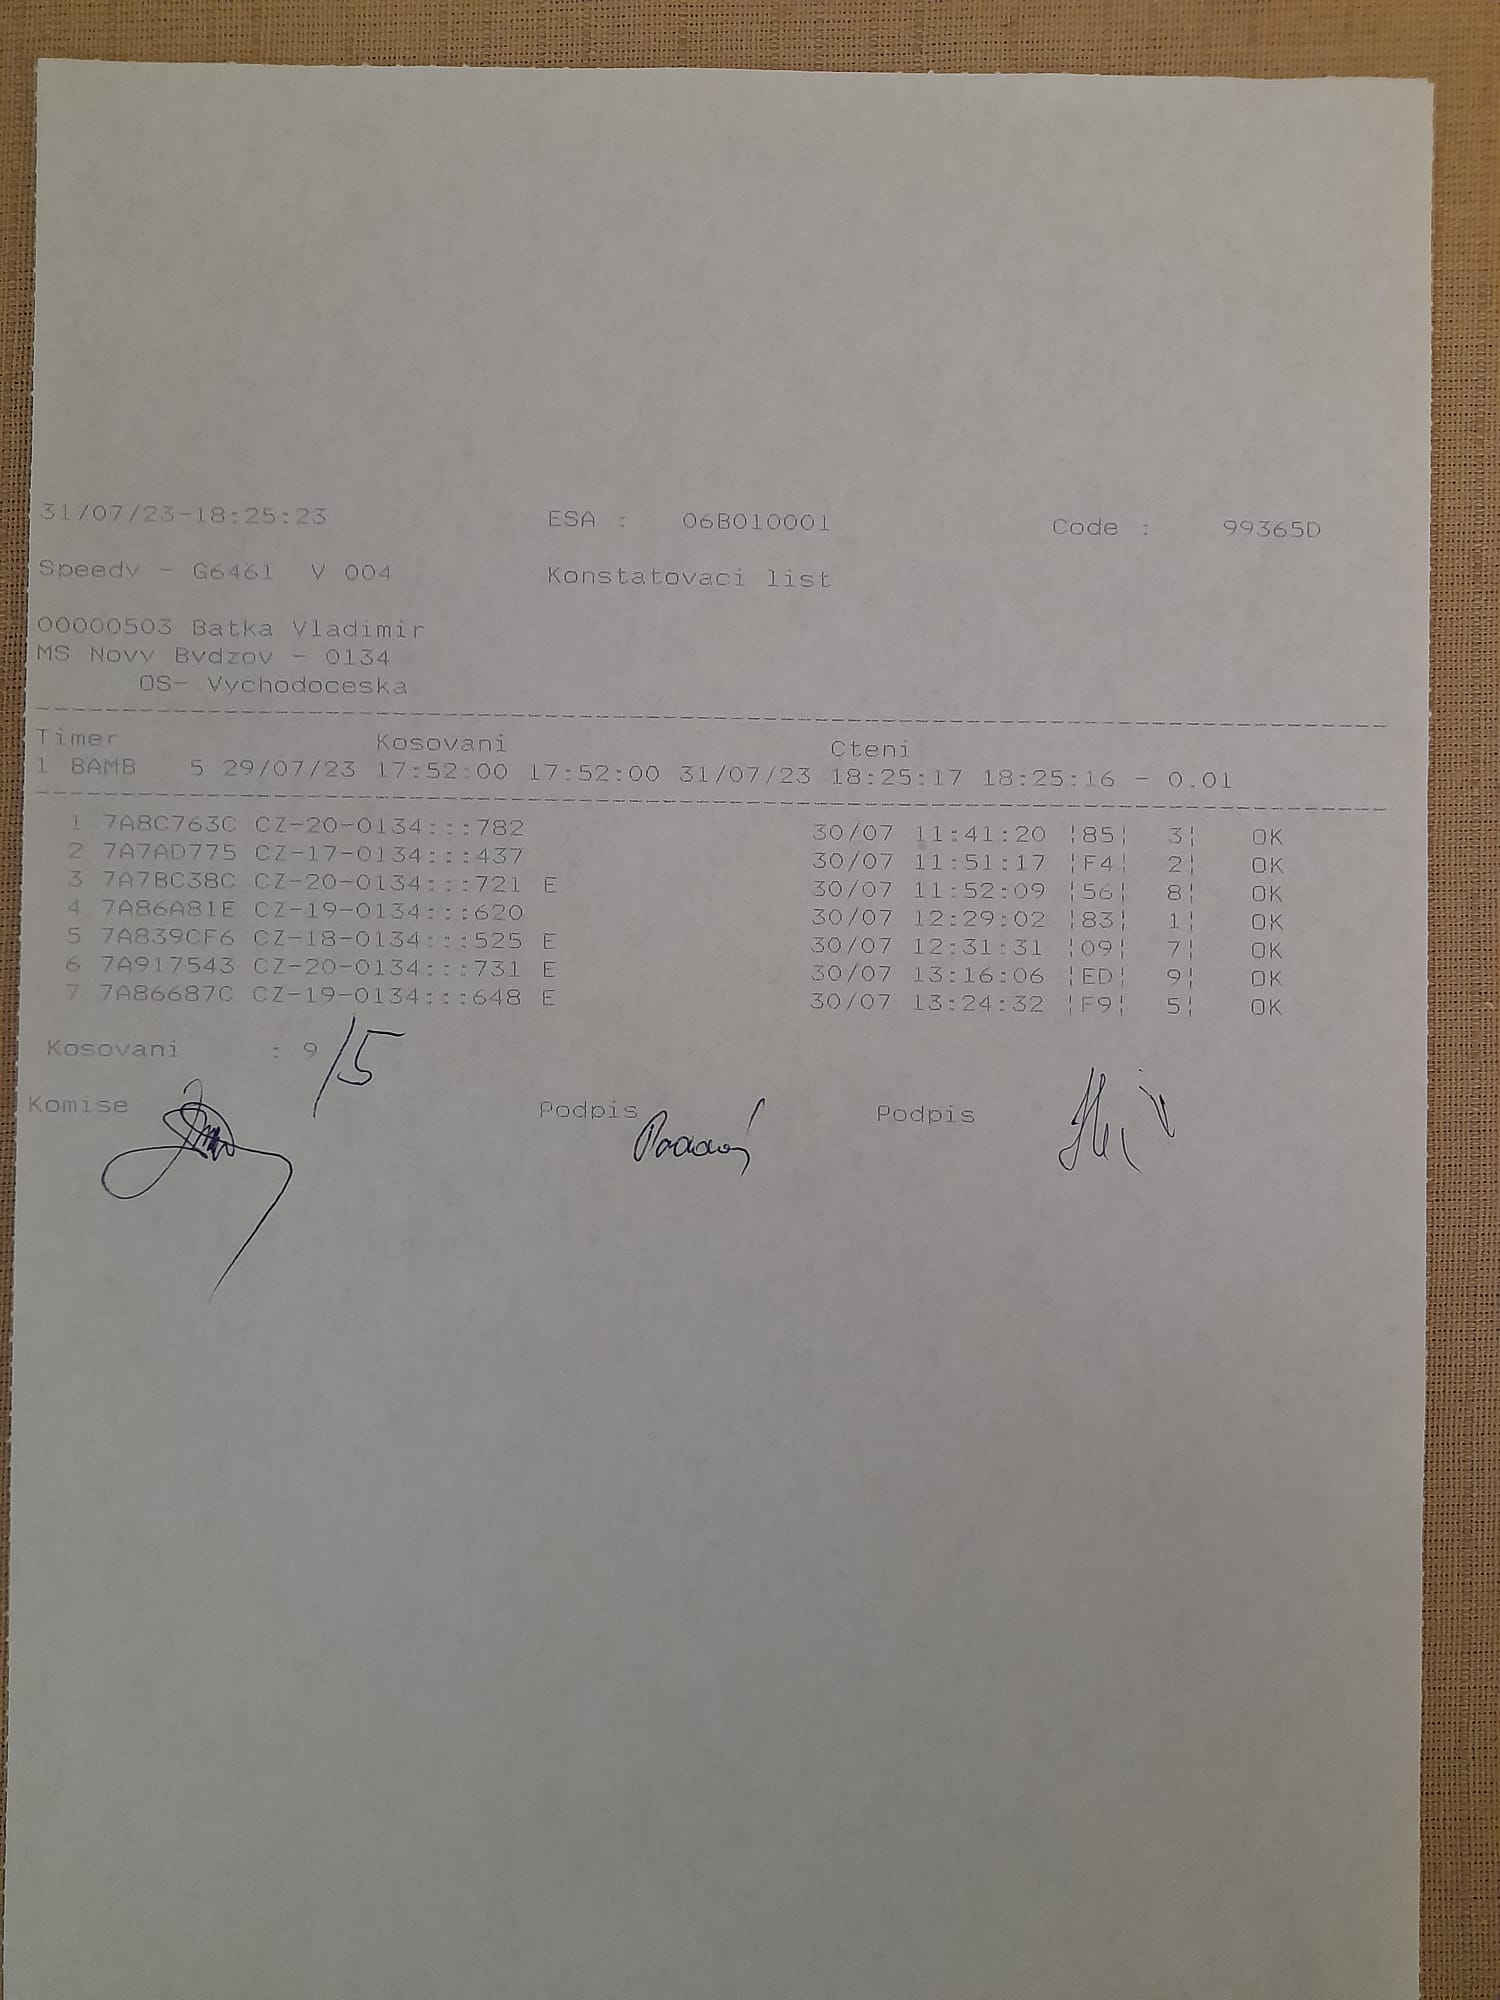 31/07/23-18:25:23 ESA : 06B010001 Code : 99365D
Speedy - G6461 V 004 Konstatovaci list
00000503 Batka Vladimir
MS Novy Bydzov - 0134
OS- Vychodoceska
Timer Kosovani Cteni
1 BAMB 5 29/07/23 17:52:00 17:52:00 31/07/23 18:25:17 18:25:16 - 0.01
1 7A8C763C CZ-20-0134:::782 30/07 11:41:20 ¦85¦ 3¦ OK
2 7A7AD775 CZ-17-0134:::437 30/07 11:51:17 ¦F4¦ 2¦ OK
3 7A7BC38C CZ-20-0134:::721 E 30/07 11:52:09 ¦56¦ 8¦ OK
4 7A86A81E CZ-19-0134:::620 30/07 12:29:02 ¦83¦ 1¦ OK
5 7A839CF6 CZ-18-0134:::525 E 30/07 12:31:31 ¦09¦ 7¦ OK
6 7A917543 CZ-20-0134:::731 E 30/07 13:16:06 ¦ED¦ 9¦ OK
7 7A86687C CZ-19-0134:::648 E 30/07 13:24:32 ¦F9¦ 5¦ OK
Kosovani : 9 /5
Komise Podpis Podpis